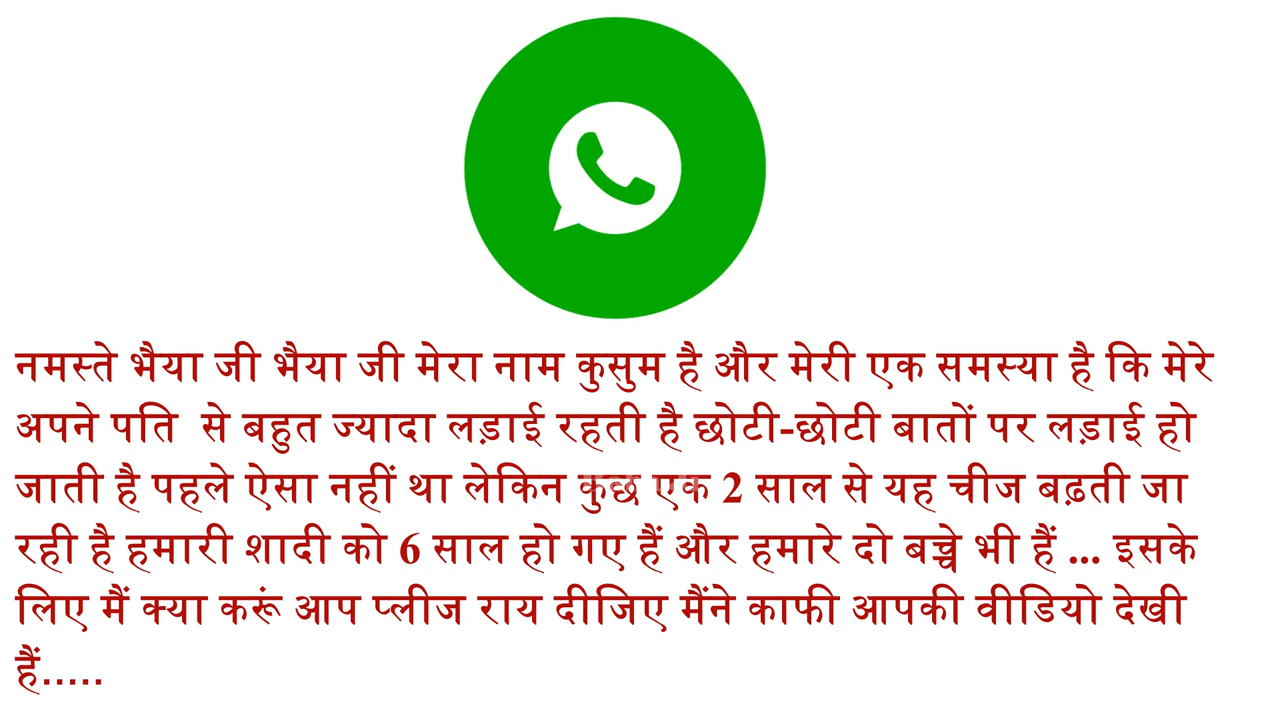 नमस्ते भैया जी भैया जी मेरा नाम कुसुम है और मेरी एक समस्या है कि मेरे
अपने पति से बहुत ज्यादा लड़ाई रहती है छोटी-छोटी बातों पर लड़ाई हो
जाती है पहले ऐसा नहीं था लेकिन कुछ एक 2 साल से यह चीज बढ़ती जा
रही है हमारी शादी को 6 साल हो गए हैं और हमारे दो बच्चे भी हैं ... इसके
लिए मैं क्या करूं आप प्लीज राय दीजिए मैंने काफी आपकी वीडियो देखी
हैं.....